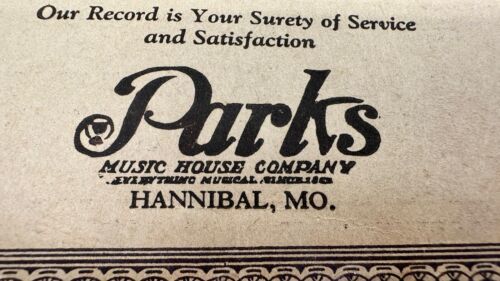 Our Record is Your Surety of Service
and Satisfaction
Parks
MUSIC HOUSE COMPANY
EVERYTHING MUSICAL SINCE
HANNIBAL, MO.